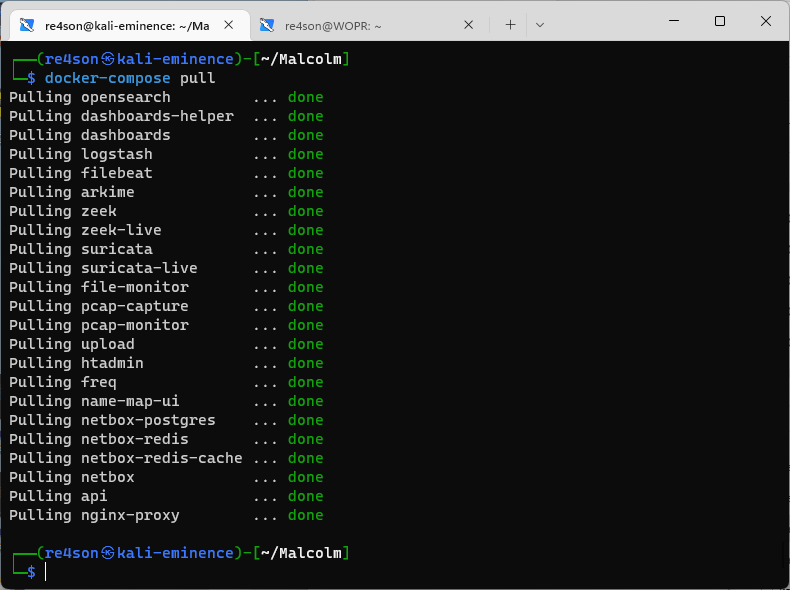 re4son@kali-eminence: ~/Ma
re4son@WOPR: ~
┌──(re4son㉿kali-eminence)-[~/Malcolm]
└─$ docker-compose pull
Pulling opensearch         ... done
Pulling dashboards-helper  ... done
Pulling dashboards         ... done
Pulling logstash           ... done
Pulling filebeat           ... done
Pulling arkime             ... done
Pulling zeek               ... done
Pulling zeek-live          ... done
Pulling suricata           ... done
Pulling suricata-live      ... done
Pulling file-monitor       ... done
Pulling pcap-capture       ... done
Pulling pcap-monitor       ... done
Pulling upload             ... done
Pulling htadmin            ... done
Pulling freq               ... done
Pulling name-map-ui        ... done
Pulling netbox-postgres    ... done
Pulling netbox-redis       ... done
Pulling netbox-redis-cache ... done
Pulling netbox             ... done
Pulling api                ... done
Pulling nginx-proxy        ... done
┌──(re4son㉿kali-eminence)-[~/Malcolm]
└─$